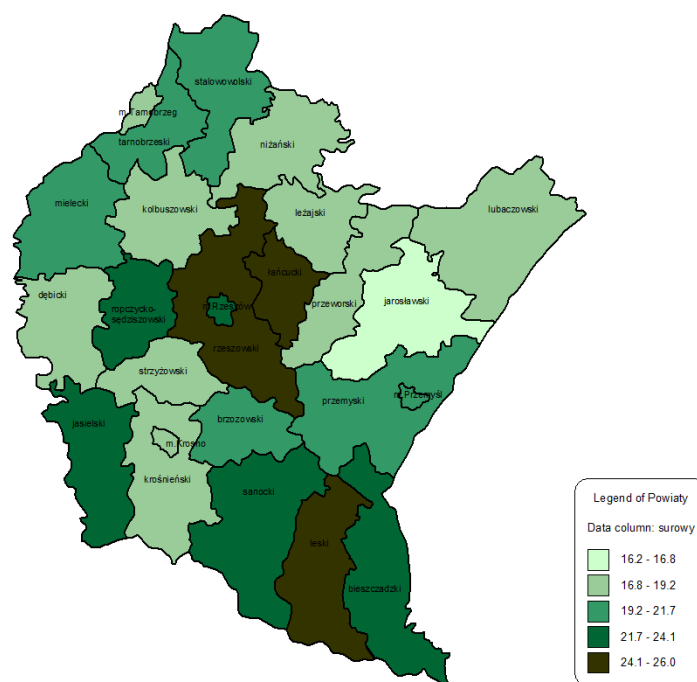 stalowowolski
m.Tarnobrzeg
tarnobrzeski
niżański
mielecki
kolbuszowski
leżajski
lubaczowski
łańcucki
dębicki
ropczycko-
sędziszowski
m.Rzeszów
przeworski
jarosławski
rzeszowski
strzyżowski
przemyski
m.Przemyśl
jasielski
brzozowski
m.Krosno
krośnieński
sanocki
leski
bieszczadzki
Legend of Powiaty
Data column: surowy
16.2 - 16.8
16.8 - 19.2
19.2 - 21.7
21.7 - 24.1
24.1 - 26.0